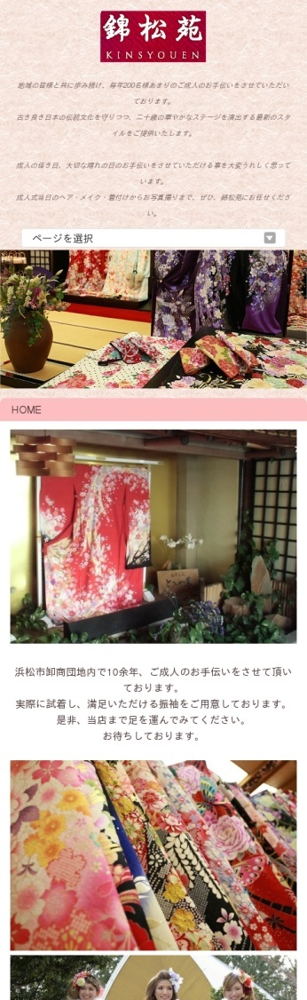 錦松苑
KINSYOUEN
地域の皆様と共に歩み続け、毎年200名様あまりのご成人のお手伝いをさせていただい
ております。
古き良き日本の伝統文化を守りつつ、二十歳の華やかなステージを演出する最新のスタ
イルをご提供いたします。
成人の佳き日、大切な晴れの日のお手伝いをさせていただける事を大変うれしく思って
います。
成人式当日のヘア・メイク・着付けからお写真撮りまで、ぜひ、錦松苑にお任せくださ
い。
ページを選択
HOME
浜松市卸商団地内で10余年、ご成人のお手伝いをさせて頂い
ております。
実際に試着し、満足いただける振袖をご用意しております。
是非、当店まで足を運んでみてください。
お待ちしております。